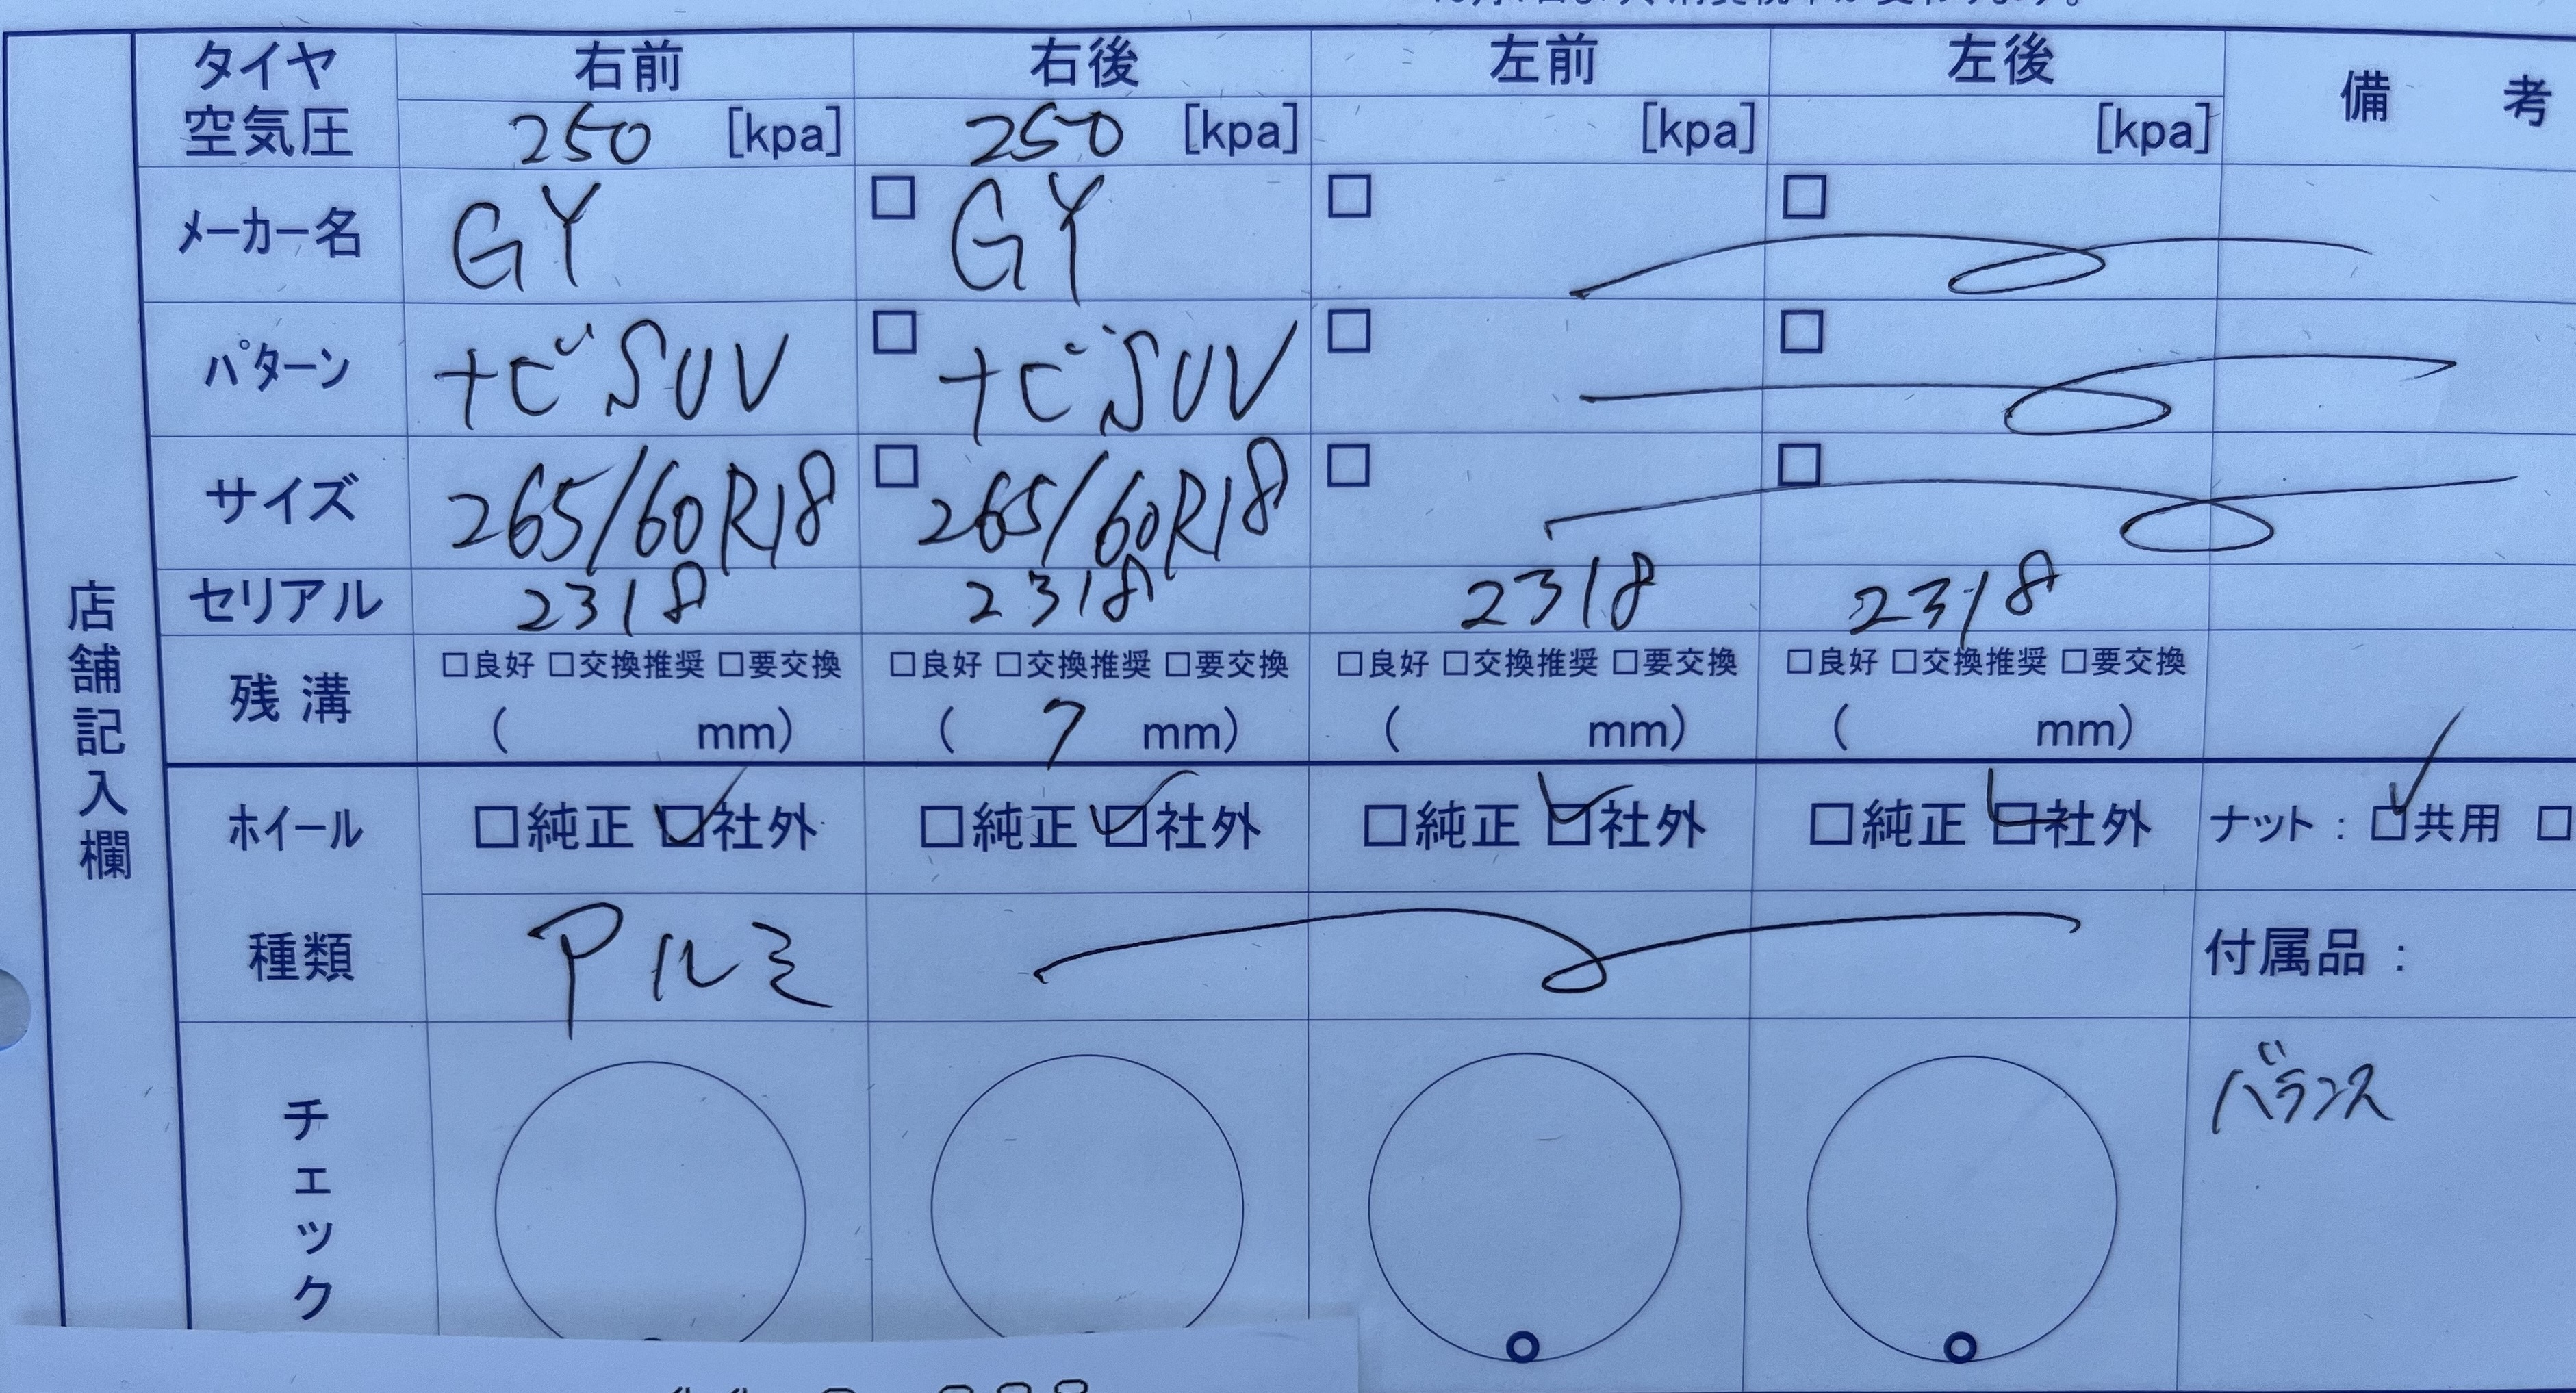 タイヤ 空気圧 右前 右後 左前 左後 備考
250 [kpa] 250 [kpa] [kpa] [kpa]
メーカー名 GY □ GY □ □
パターン ナビSUV □ ナビSUV □ □
サイズ 265/60R18 □ 265/60R18 □ □
セリアル 2318 2318 2318 2318
残溝 □良好 □交換推奨 □要交換 □良好 □交換推奨 □要交換 □良好 □交換推奨 □要交換 □良好 □交換推奨 □要交換
( mm) ( 7 mm) ( mm) ( mm)
ホイール □純正 ☑社外 □純正 ☑社外 □純正 ☑社外 □純正 ☑社外 ナット: ☑共用 □
種類 アルミ 付属品:
チェック バランス
店舗記入欄